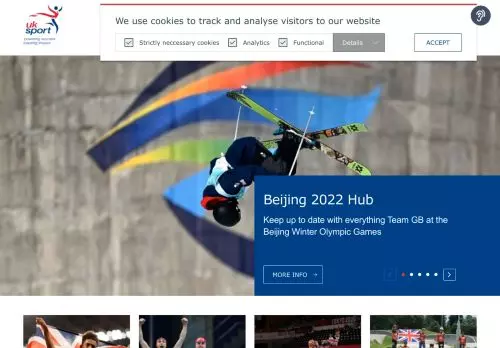 uk
sport
We use cookies to track and analyse visitors to our website
Strictly neccessary cookies
Analytics
Functional
Details
ACCEPT
Beijing 2022 Hub
Keep up to date with everything Team GB at the
Beijing Winter Olympic Games
MORE INFO